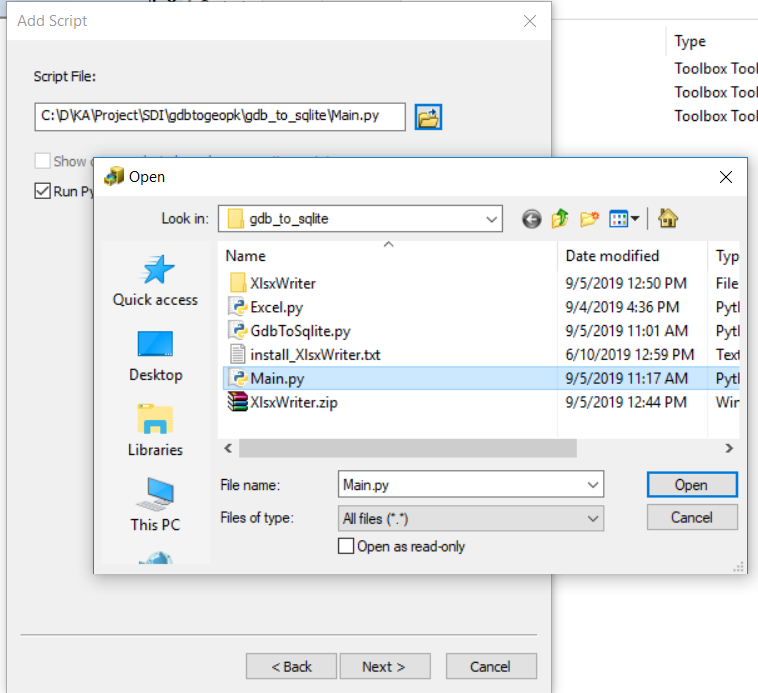 Add Script
Type
Script File:
Toolbox Tool
C:\D\KA\Project\SDI\gdbtogeopk\gdb_to_sqlite\Main.py
Toolbox Tool
Toolbox Tool
Show
Run Py
Open
Look in:
gdb_to_sqlite
Name
Date modified
Typ
Quick access
Desktop
Libraries
This PC
XlsxWriter
9/5/2019 12:50 PM
File
Excel.py
9/4/2019 4:36 PM
Pyt
GdbToSqlite.py
9/5/2019 11:01 AM
Pyt
install_XlsxWriter.txt
6/10/2019 12:59 PM
Text
Main.py
9/5/2019 11:17 AM
Pyt
XlsxWriter.zip
9/5/2019 12:44 PM
Win
File name:
Main.py
Open
Files of type:
All files (*.*)
Cancel
Open as read-only
< Back
Next >
Cancel